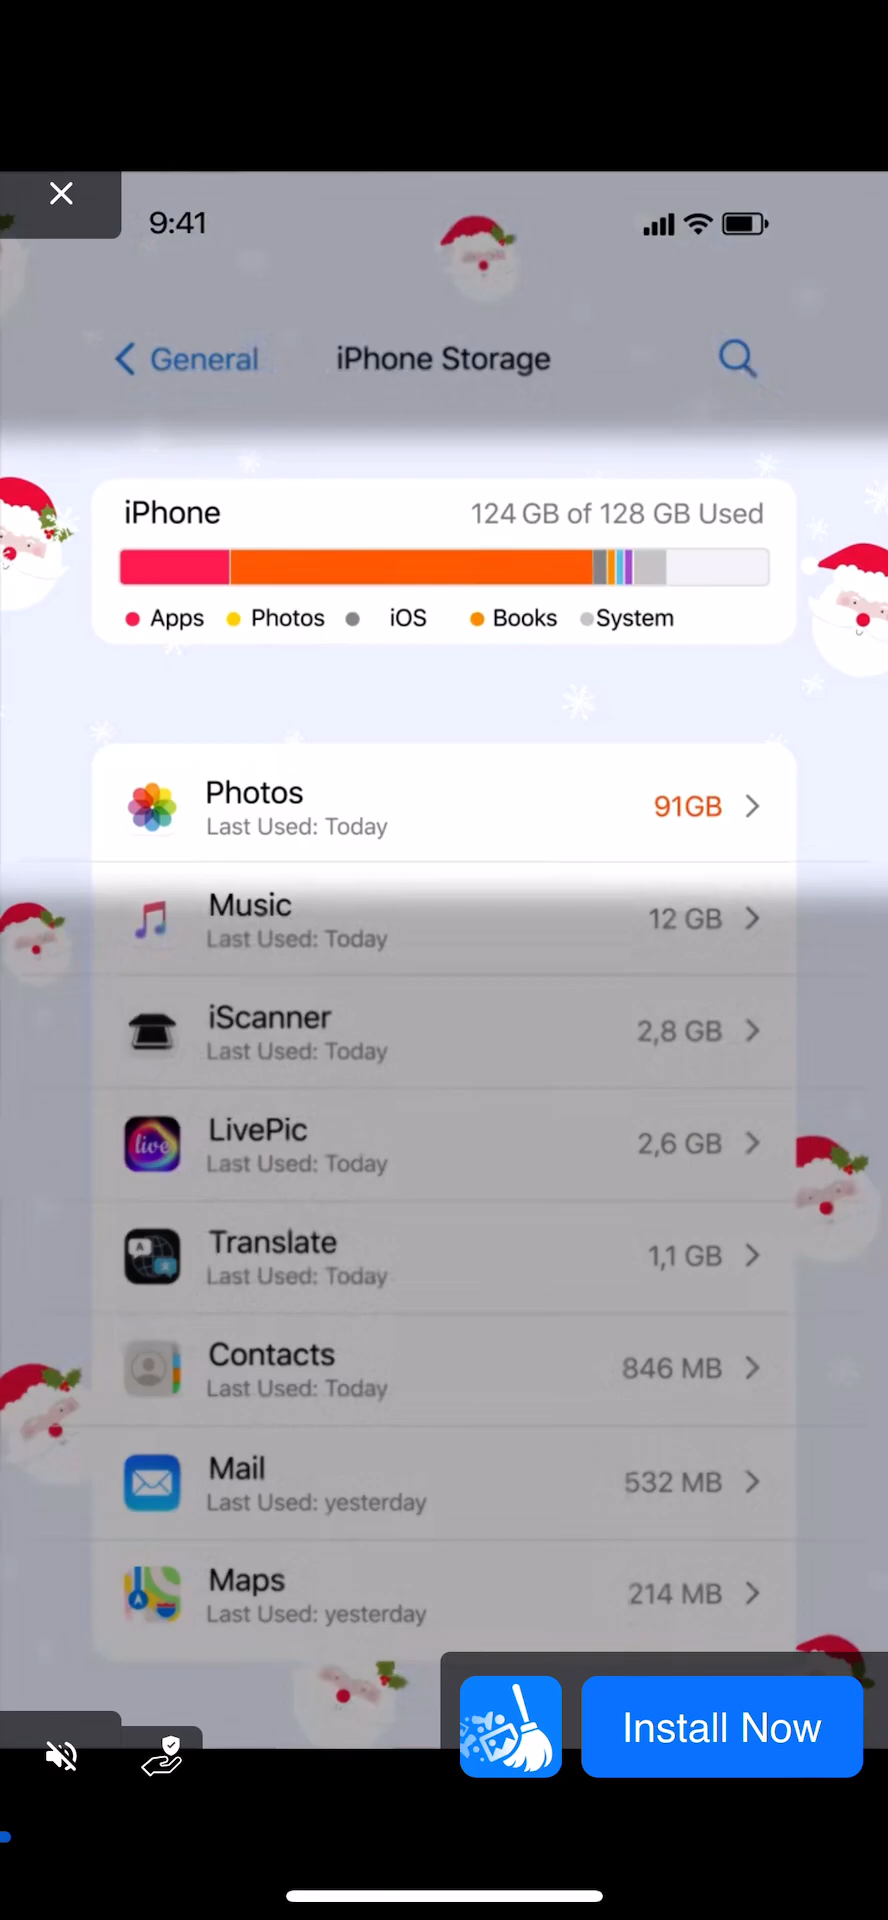 9:41
General
iPhone Storage
iPhone
124 GB of 128 GB Used
Apps Photos iOS Books System
Photos
91GB
Last Used: Today
Music
12 GB
Last Used: Today
iScanner
2,8 GB
Last Used: Today
live
LivePic
2,6 GB
Last Used: Today
A
Translate
1,1 GB
Last Used: Today
Contacts
846 MB
Last Used: Today
Mail
532 MB
Last Used: yesterday
Maps
214 MB
Last Used: yesterday
Install Now